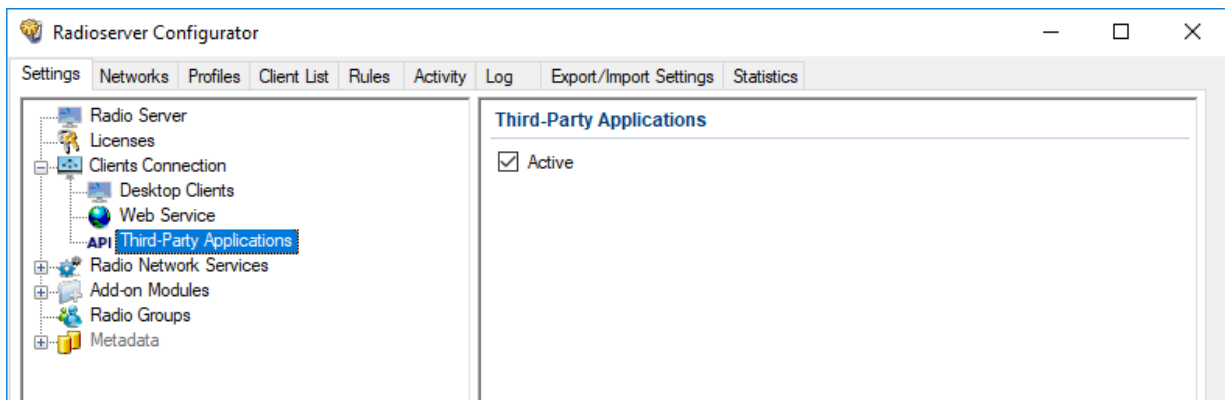 Radioserver Configurator
Settings Networks Profiles Client List Rules Activity Log Export/Import Settings Statistics
Radio Server
Licenses
Clients Connection
Desktop Clients
Web Service
API Third-Party Applications
Radio Network Services
Add-on Modules
Radio Groups
Metadata
Third-Party Applications
Active